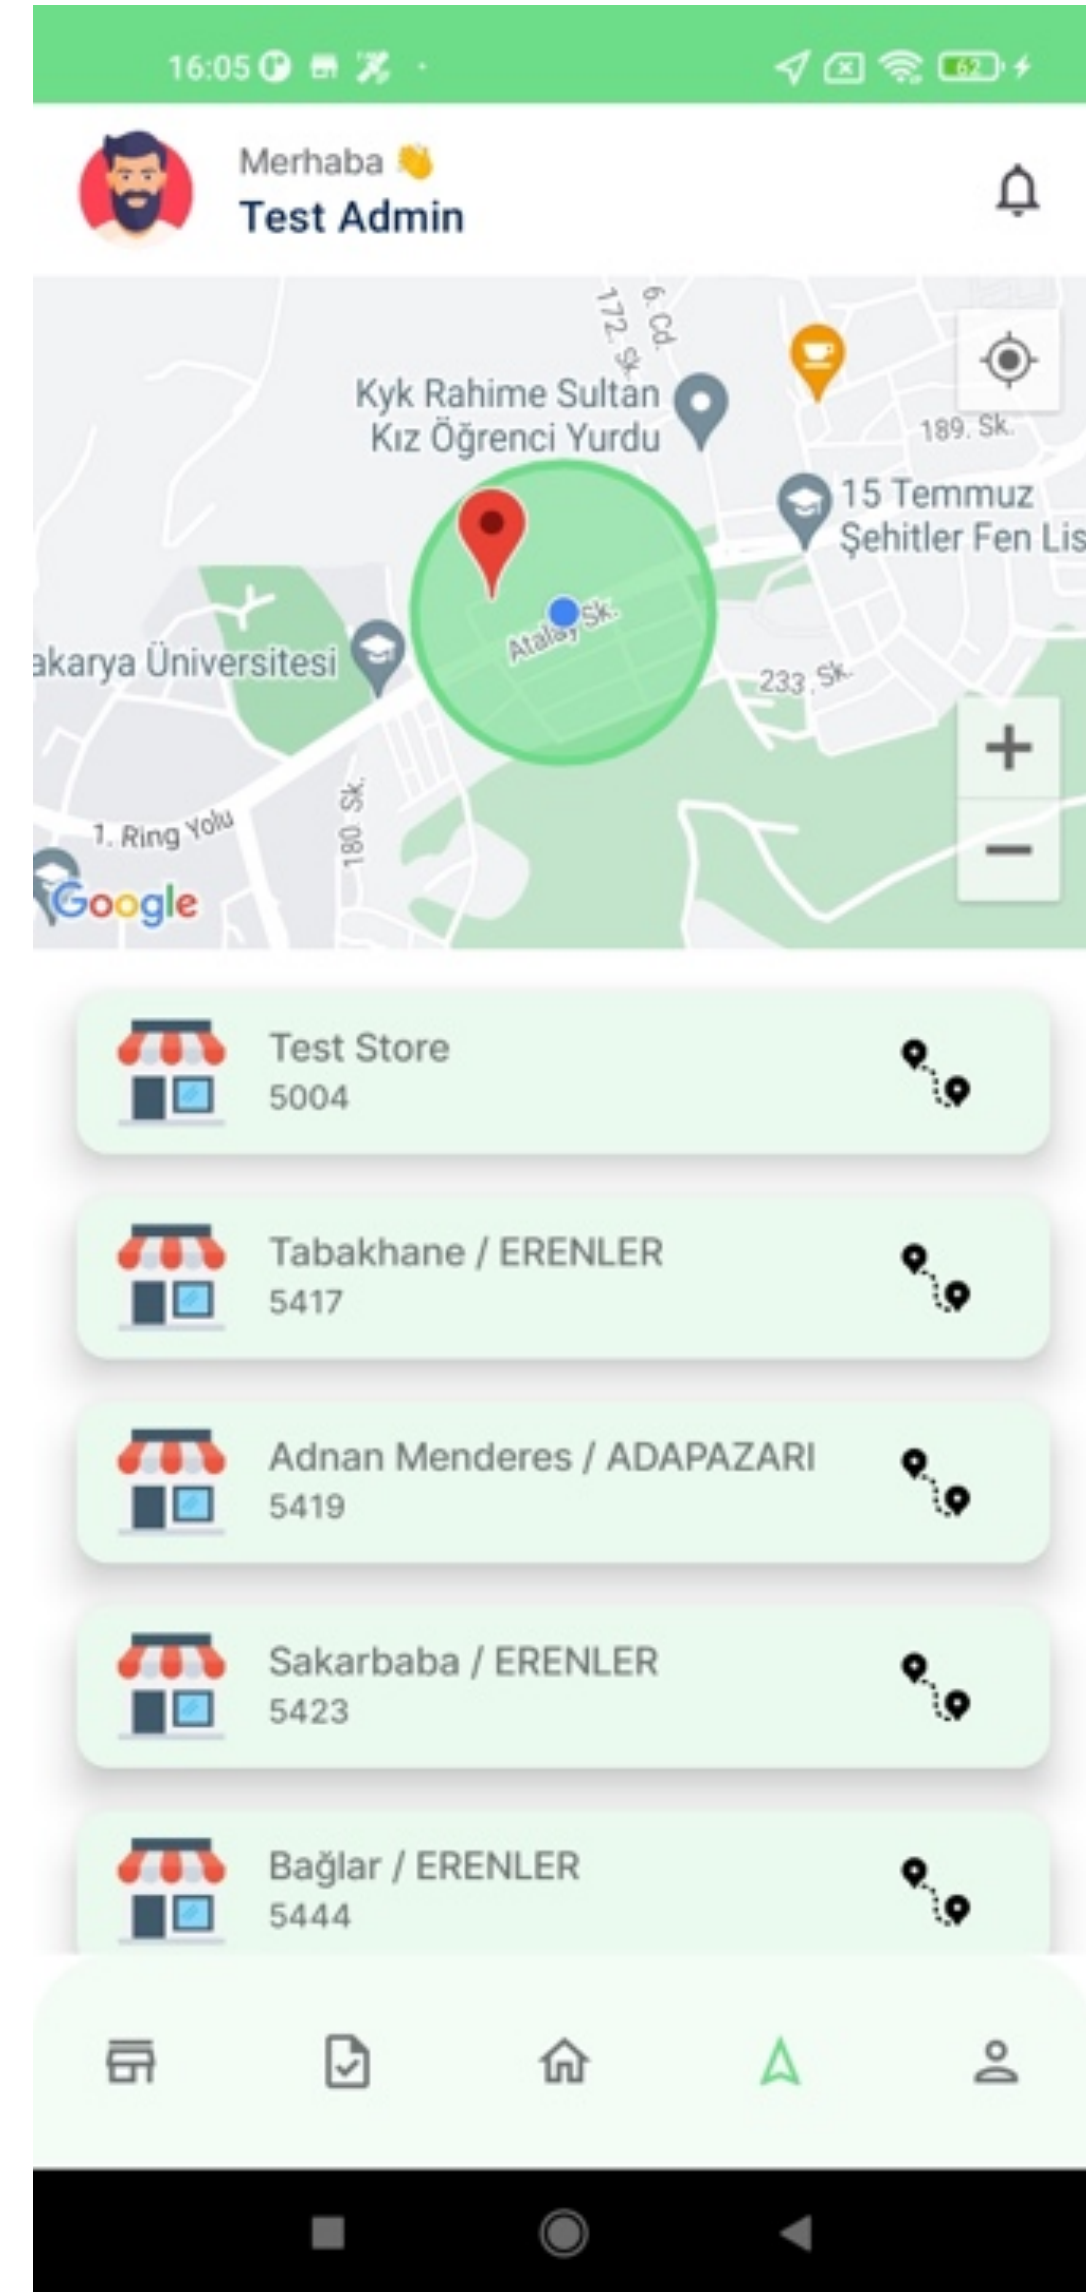 16:05
62
Merhaba 👋
Test Admin
172. Sk.
6. Cd.
Kyk Rahime Sultan
Kız Öğrenci Yurdu
189. Sk.
15 Temmuz
Şehitler Fen Lis
Atalay Sk.
akarya Üniversitesi
233. Sk.
180. Sk.
1. Ring Yolu
Google
Test Store
5004
Tabakhane / ERENLER
5417
Adnan Menderes / ADAPAZARI
5419
Sakarbaba / ERENLER
5423
Bağlar / ERENLER
5444